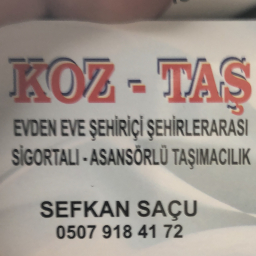 KOZ - TAŞ
EVDEN EVE ŞEHİRİÇİ ŞEHİRLERARASI
SİGORTALI - ASANSÖRLÜ TAŞIMACILIK
SEFKAN SAÇU
0507 918 41 72